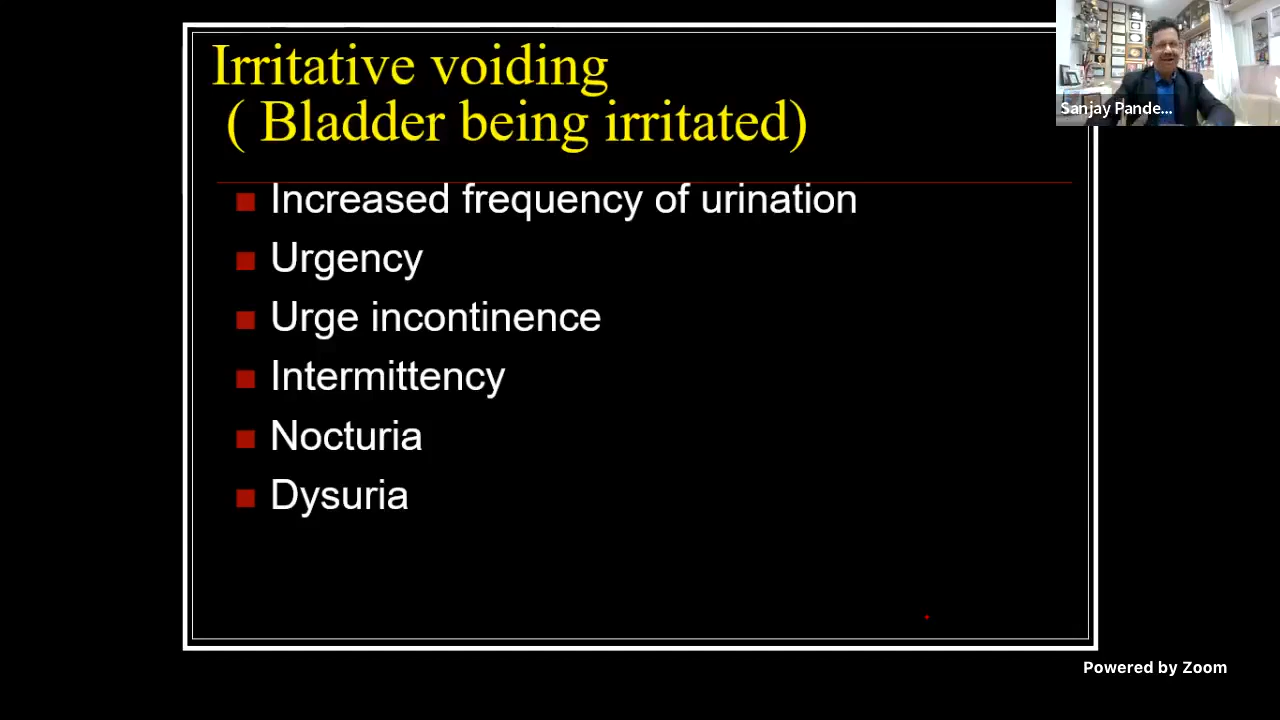 Irritative voiding
( Bladder being irritated)
Increased frequency of urination
Urgency
Urge incontinence
Intermittency
Nocturia
Dysuria
Sanjay Pande...
Powered by Zoom